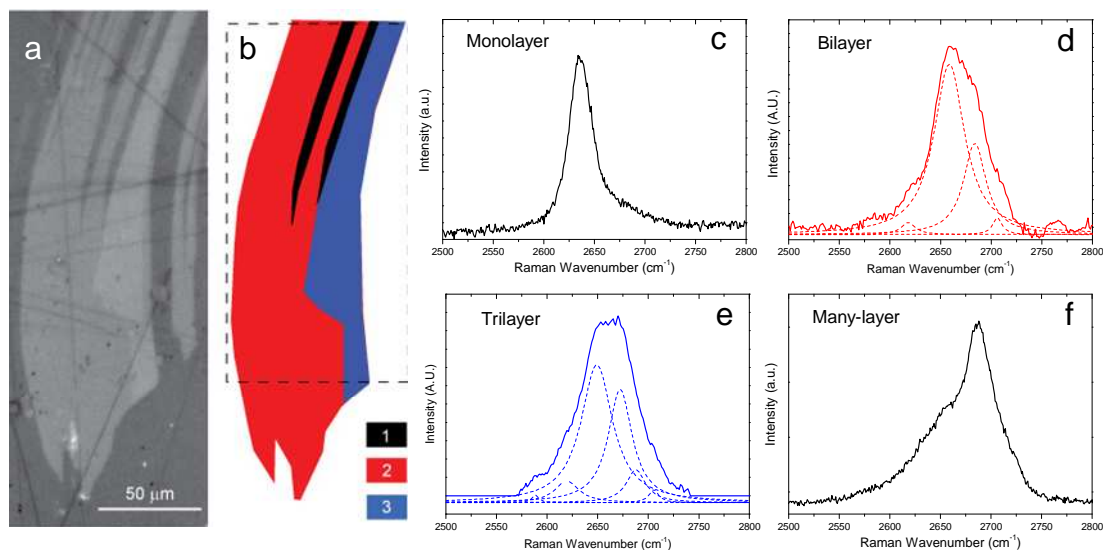 a
50 μm
b
1
2
3
c
Monolayer
Intensity (a.u.)
2500 2550 2600 2650 2700 2750 2800
Raman Wavenumber (cm-1)
d
Bilayer
Intensity (A.U.)
2500 2550 2600 2650 2700 2750 2800
Raman Wavenumber (cm-1)
e
Trilayer
Intensity (A.U.)
2500 2550 2600 2650 2700 2750 2800
Raman Wavenumber (cm-1)
f
Many-layer
Intensity (a.u.)
2500 2550 2600 2650 2700 2750 2800
Raman Wavenumber (cm-1)